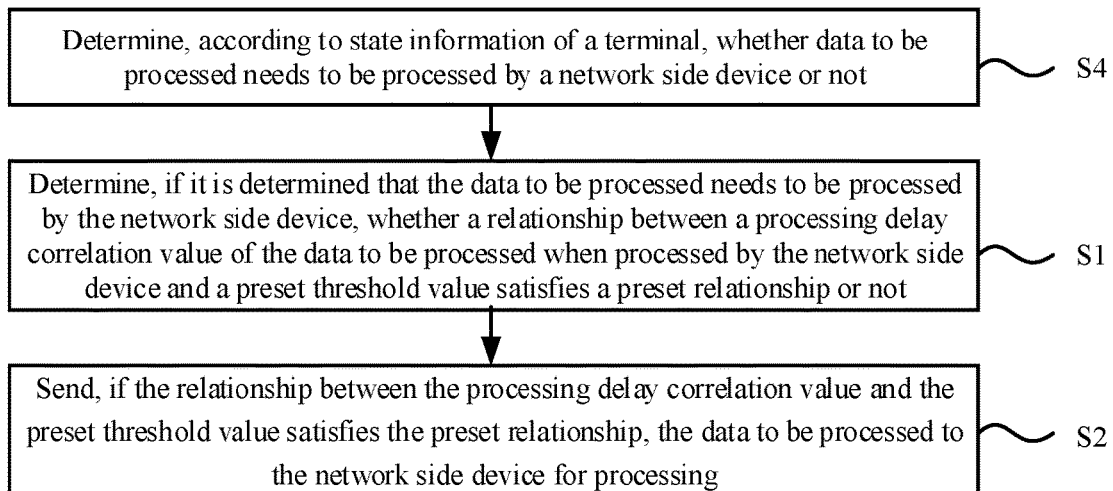 Determine, according to state information of a terminal, whether data to be
processed needs to be processed by a network side device or not
S4
Determine, if it is determined that the data to be processed needs to be processed
by the network side device, whether a relationship between a processing delay
correlation value of the data to be processed when processed by the network side
device and a preset threshold value satisfies a preset relationship or not
S1
Send, if the relationship between the processing delay correlation value and the
preset threshold value satisfies the preset relationship, the data to be processed to
the network side device for processing
S2